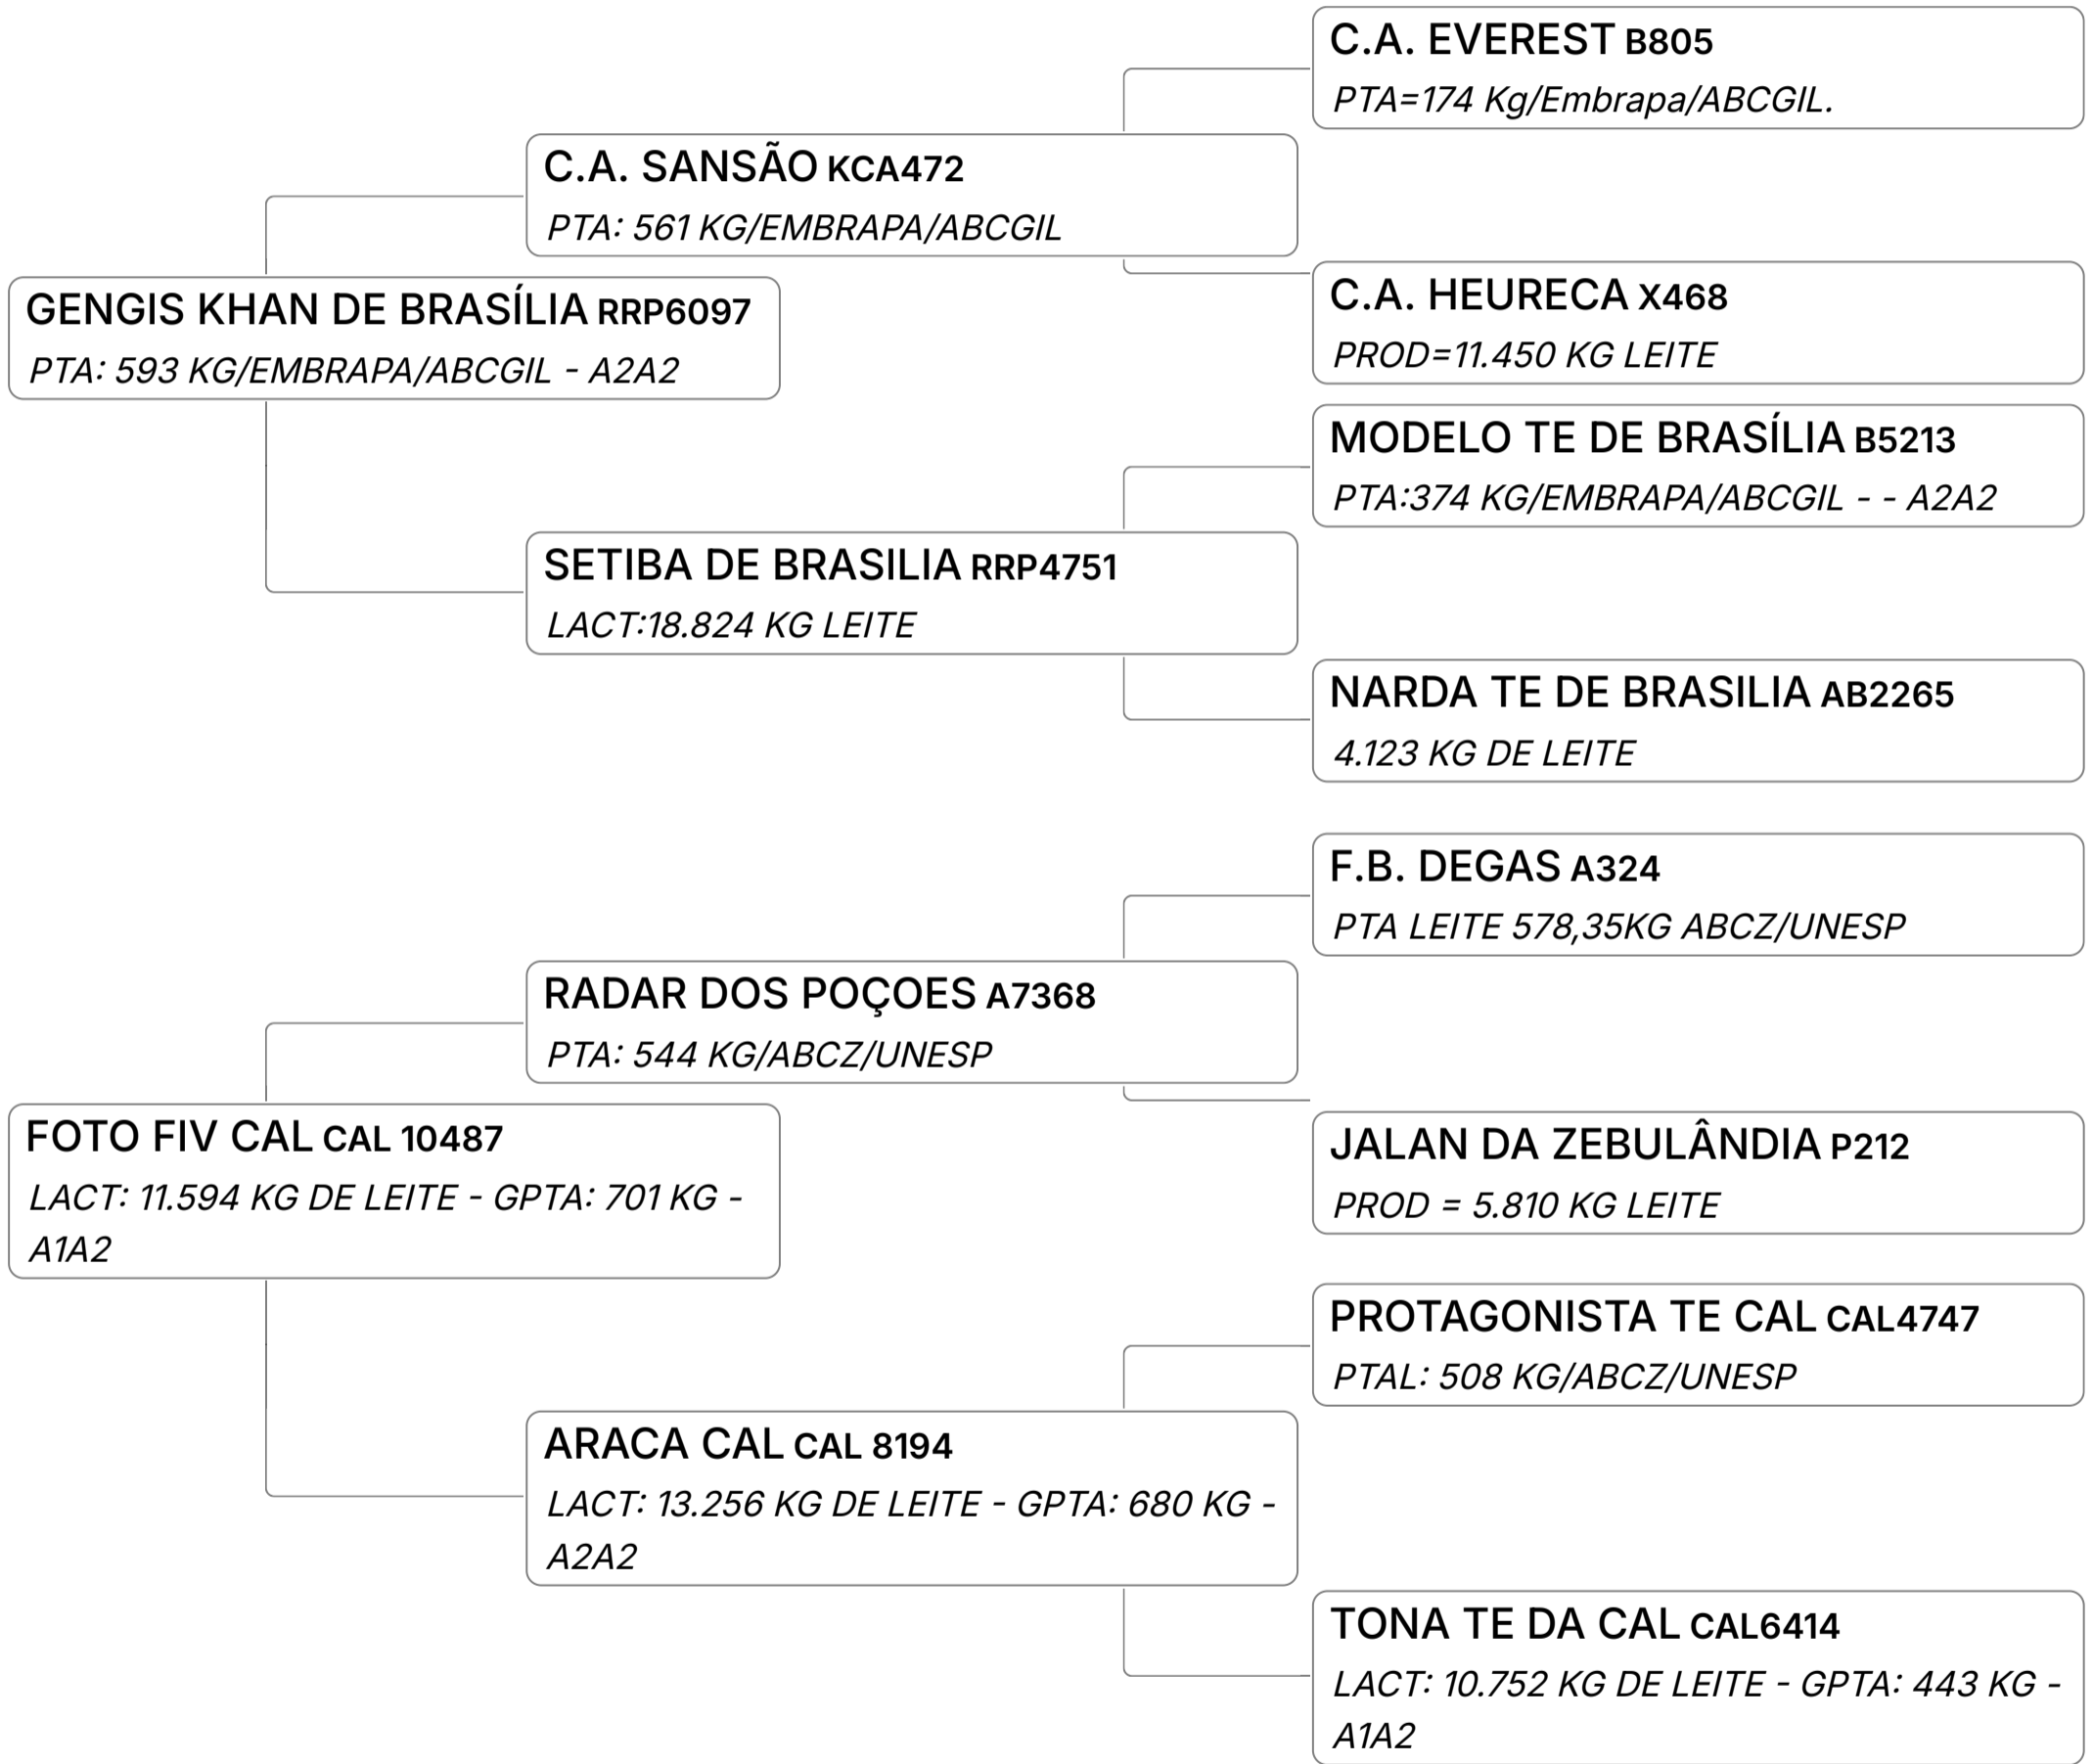 C.A. EVEREST B805
PTA=174 Kg/Embrapa/ABCGIL.
C.A. SANSÃO KCA472
PTA: 561 KG/EMBRAPA/ABCGIL
C.A. HEURECA X468
PROD=11.450 KG LEITE
GENGIS KHAN DE BRASÍLIA RRP6097
PTA: 593 KG/EMBRAPA/ABCGIL - A2A2
MODELO TE DE BRASÍLIA B5213
PTA:374 KG/EMBRAPA/ABCGIL - - A2A2
SETIBA DE BRASILIA RRP4751
LACT:18.824 KG LEITE
NARDA TE DE BRASILIA AB2265
4.123 KG DE LEITE
F.B. DEGAS A324
PTA LEITE 578,35KG ABCZ/UNESP
RADAR DOS POÇOES A7368
PTA: 544 KG/ABCZ/UNESP
JALAN DA ZEBULÂNDIA P212
PROD = 5.810 KG LEITE
FOTO FIV CAL CAL 10487
LACT: 11.594 KG DE LEITE - GPTA: 701 KG -
A1A2
PROTAGONISTA TE CAL CAL4747
PTAL: 508 KG/ABCZ/UNESP
ARACA CAL CAL 8194
LACT: 13.256 KG DE LEITE - GPTA: 680 KG -
A2A2
TONA TE DA CAL CAL6414
LACT: 10.752 KG DE LEITE - GPTA: 443 KG -
A1A2